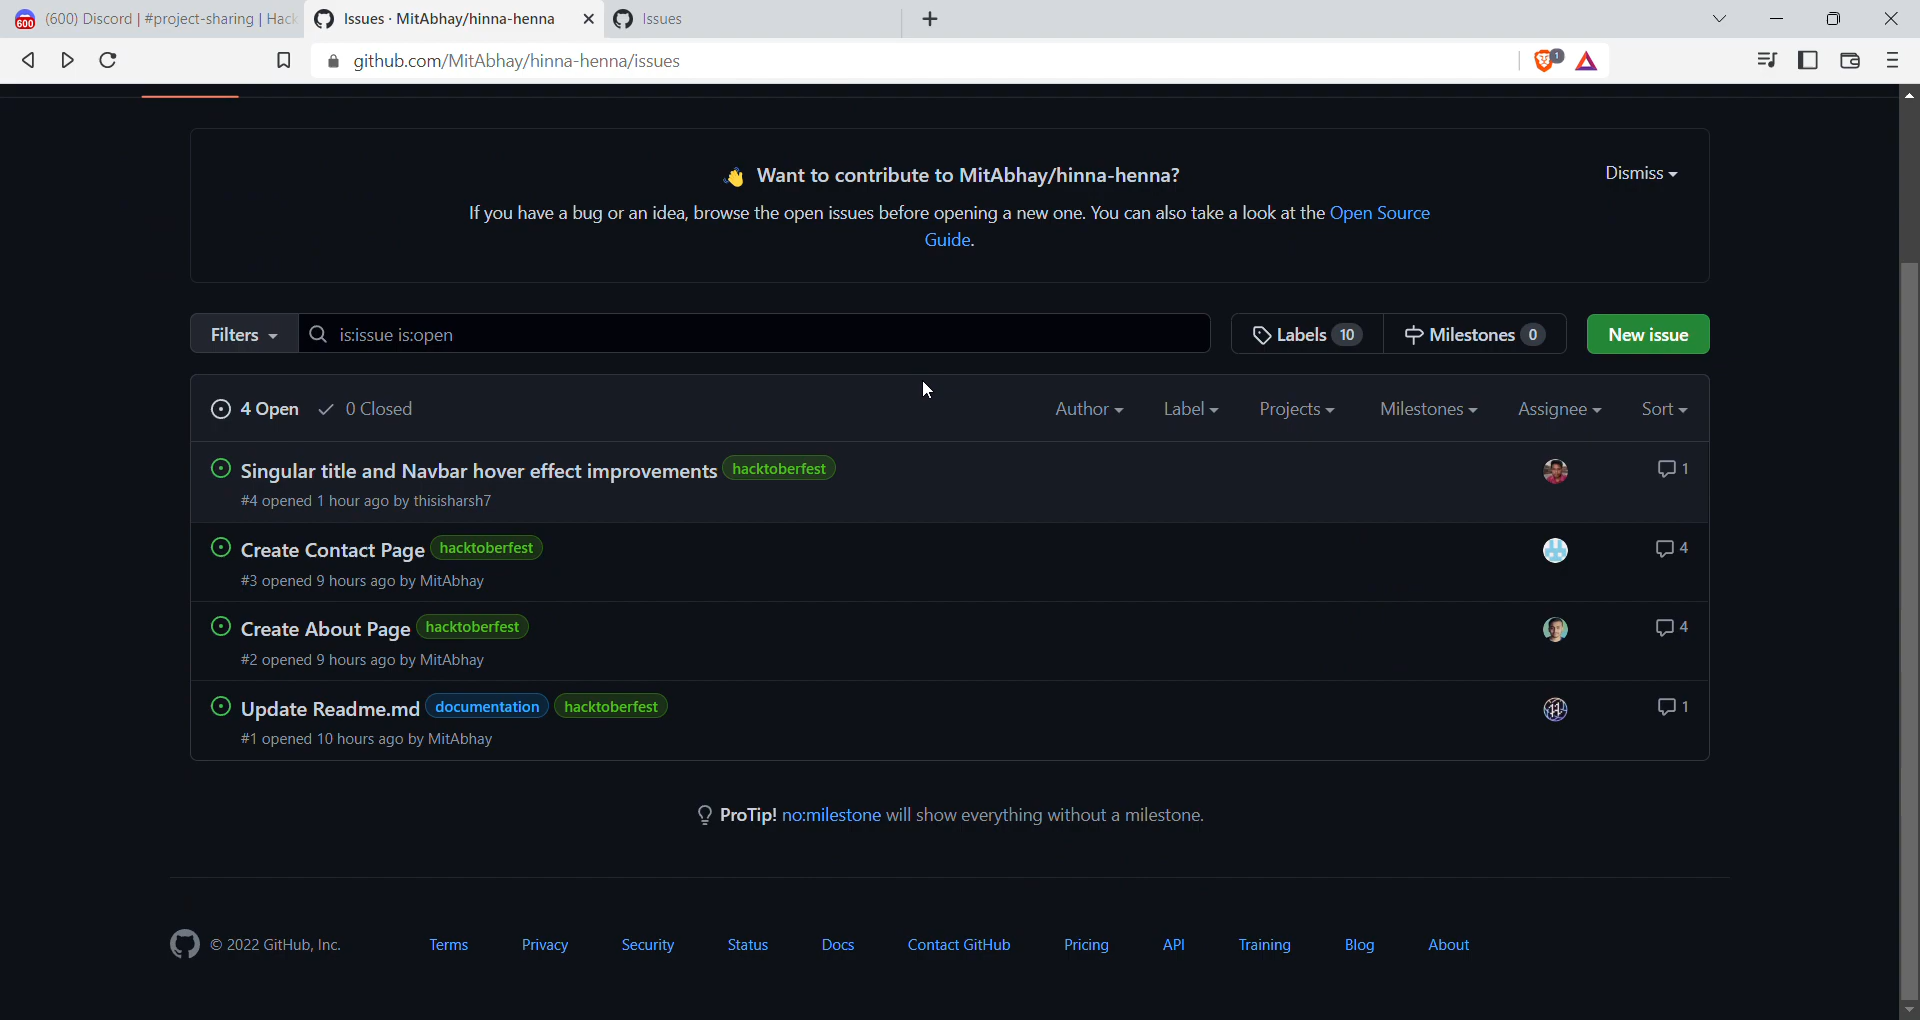 600 (600) Discord | #project-sharing | Hack Issues · MitAbhay/hinna-henna Issues
github.com/MitAbhay/hinna-henna/issues 1
👋 Want to contribute to MitAbhay/hinna-henna? Dismiss
If you have a bug or an idea, browse the open issues before opening a new one. You can also take a look at the Open Source
Guide.
Filters is:issue is:open Labels 10 Milestones 0 New issue
4 Open 0 Closed Author Label Projects Milestones Assignee Sort
Singular title and Navbar hover effect improvements hacktoberfest 1
#4 opened 1 hour ago by thisisharsh7
Create Contact Page hacktoberfest 4
#3 opened 9 hours ago by MitAbhay
Create About Page hacktoberfest 4
#2 opened 9 hours ago by MitAbhay
Update Readme.md documentation hacktoberfest 1
#1 opened 10 hours ago by MitAbhay
ProTip! no:milestone will show everything without a milestone.
© 2022 GitHub, Inc. Terms Privacy Security Status Docs Contact GitHub Pricing API Training Blog About